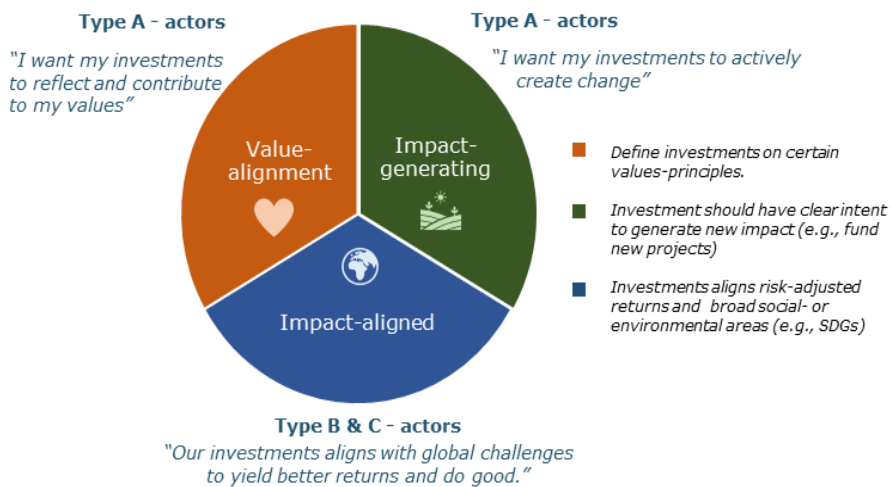 Type A - actors
“I want my investments
to reflect and contribute
to my values”
Type A - actors
“I want my investments to actively
create change”
Value-
alignment
Impact-
generating
Impact-aligned
Define investments on certain
values-principles.
Investment should have clear intent
to generate new impact (e.g., fund
new projects)
Investments aligns risk-adjusted
returns and broad social- or
environmental areas (e.g., SDGs)
Type B & C - actors
“Our investments aligns with global challenges
to yield better returns and do good.”